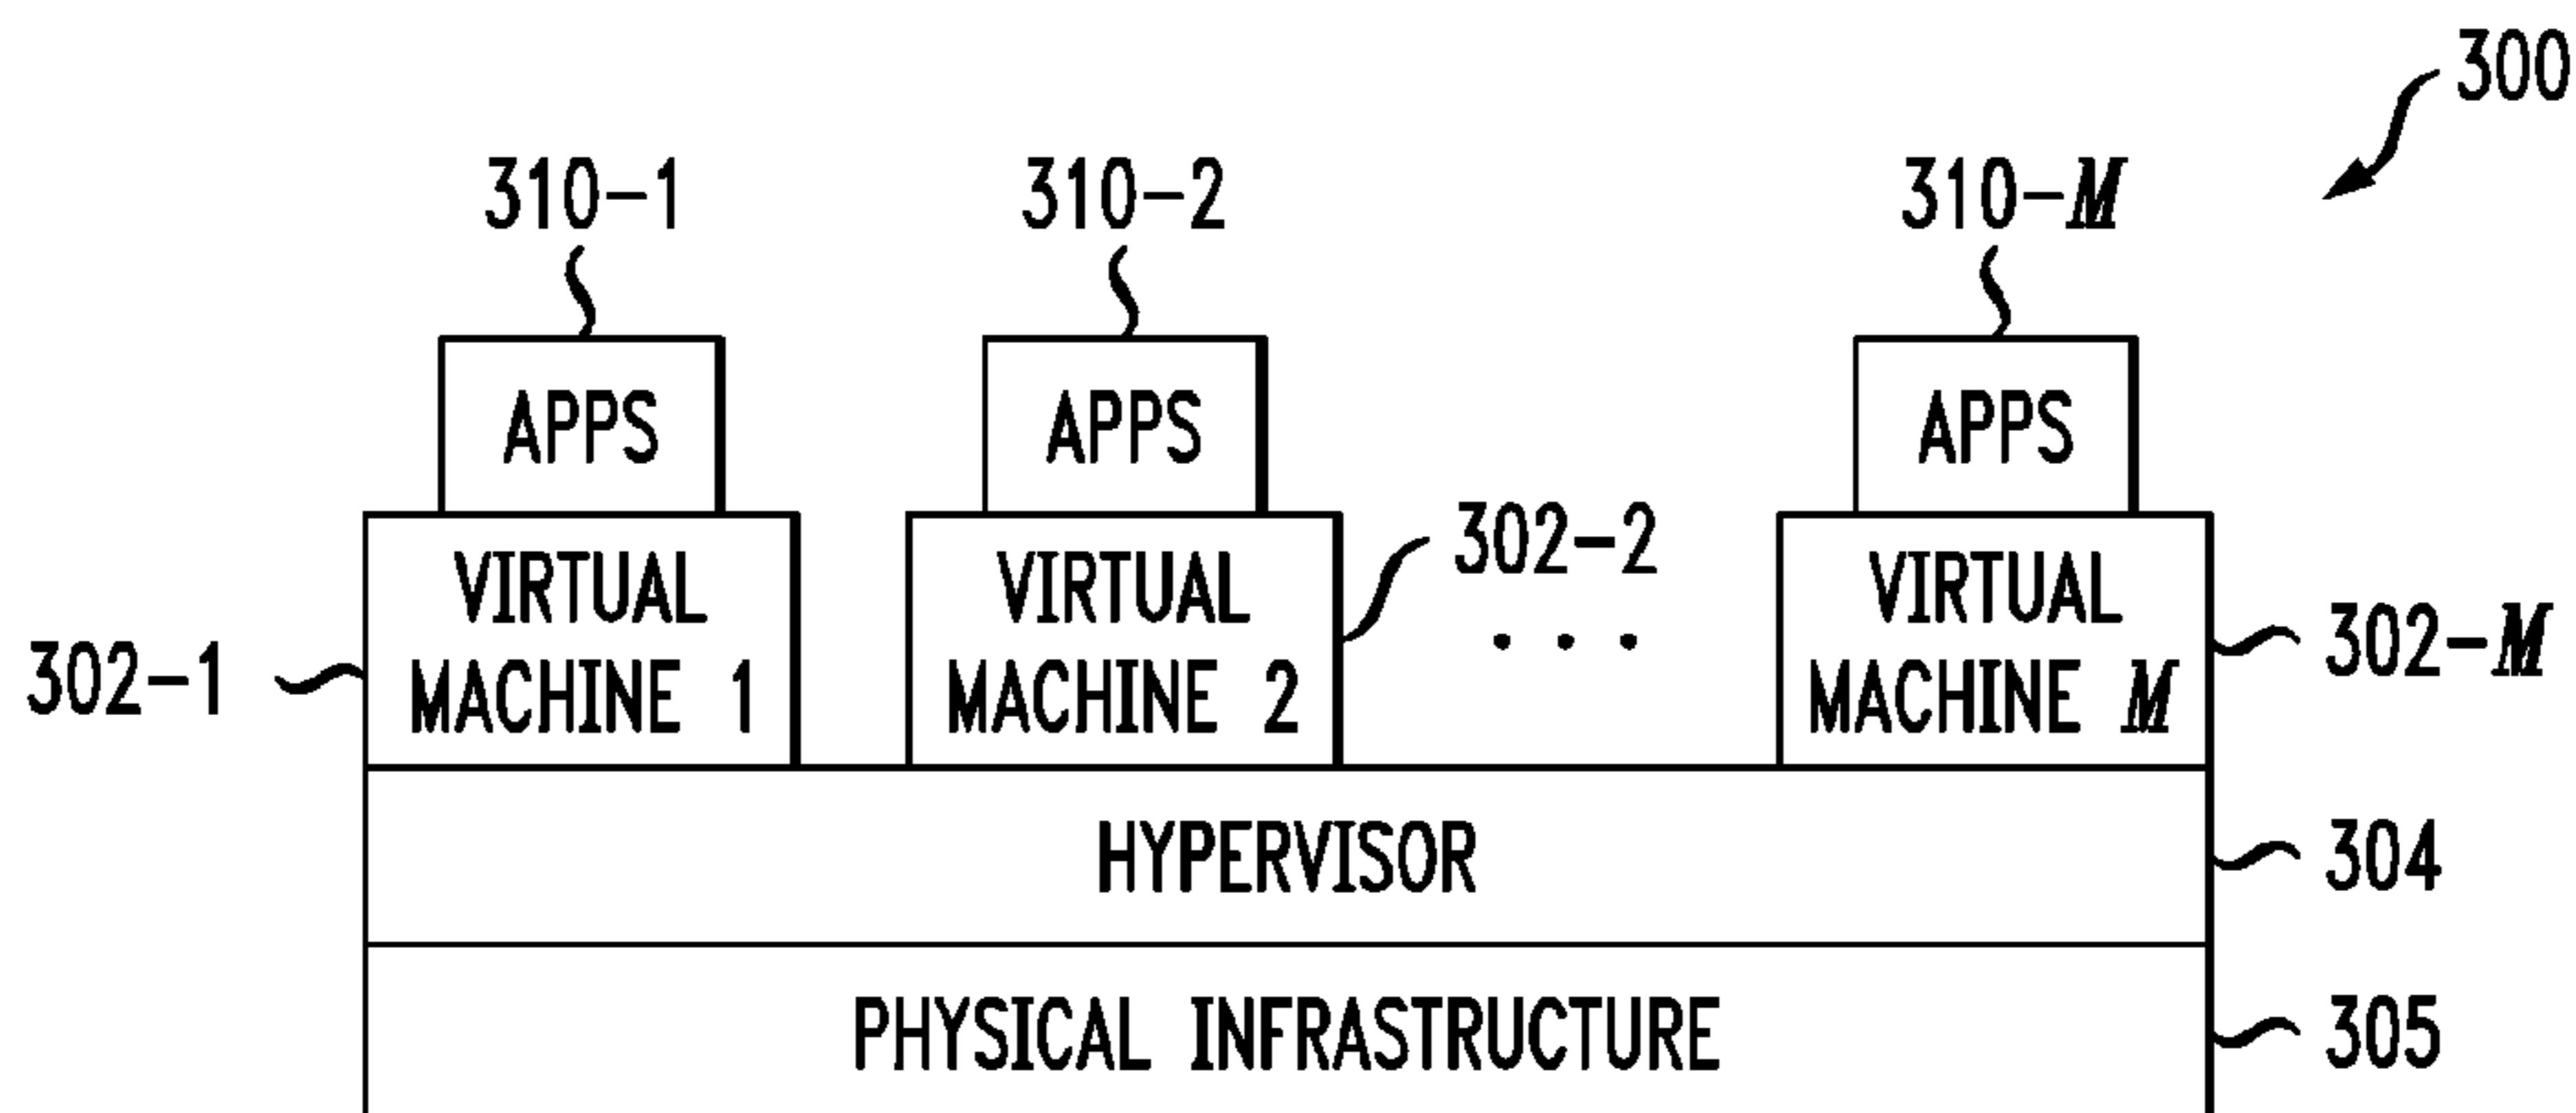 300
310-1 310-2 310-M
APPS APPS APPS
302-2
VIRTUAL VIRTUAL VIRTUAL
MACHINE 1 MACHINE 2 . . . MACHINE M
302-1 302-M
HYPERVISOR 304
PHYSICAL INFRASTRUCTURE 305